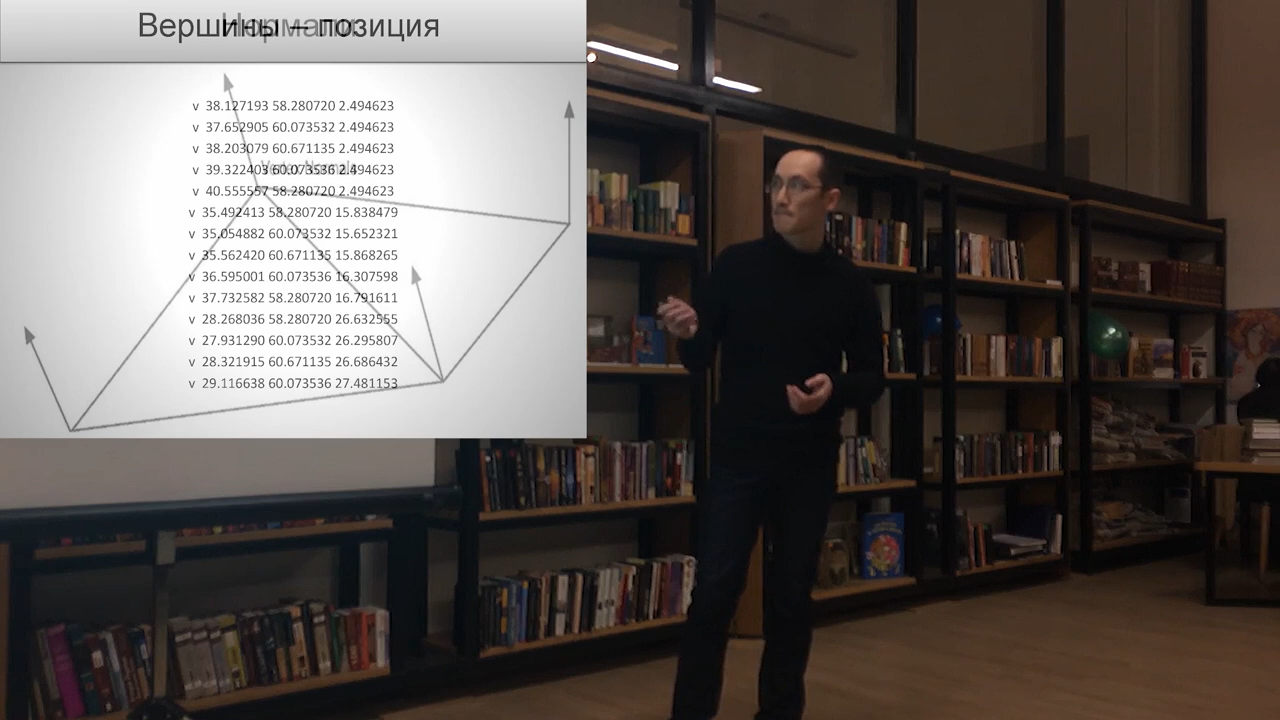 Вершины – позиция
Нормали
v 38.127193 58.280720 2.494623
v 37.652905 60.073532 2.494623
v 38.203079 60.671135 2.494623
Vertex Normals
v 39.322403 60.073536 2.494623
v 40.555557 58.280720 2.494623
v 35.492413 58.280720 15.838479
v 35.054882 60.073532 15.652321
v 35.562420 60.671135 15.868265
v 36.595001 60.073536 16.307598
v 37.732582 58.280720 16.791611
v 28.268036 58.280720 26.632555
v 27.931290 60.073532 26.295807
v 28.321915 60.671135 26.686432
v 29.116638 60.073536 27.481153